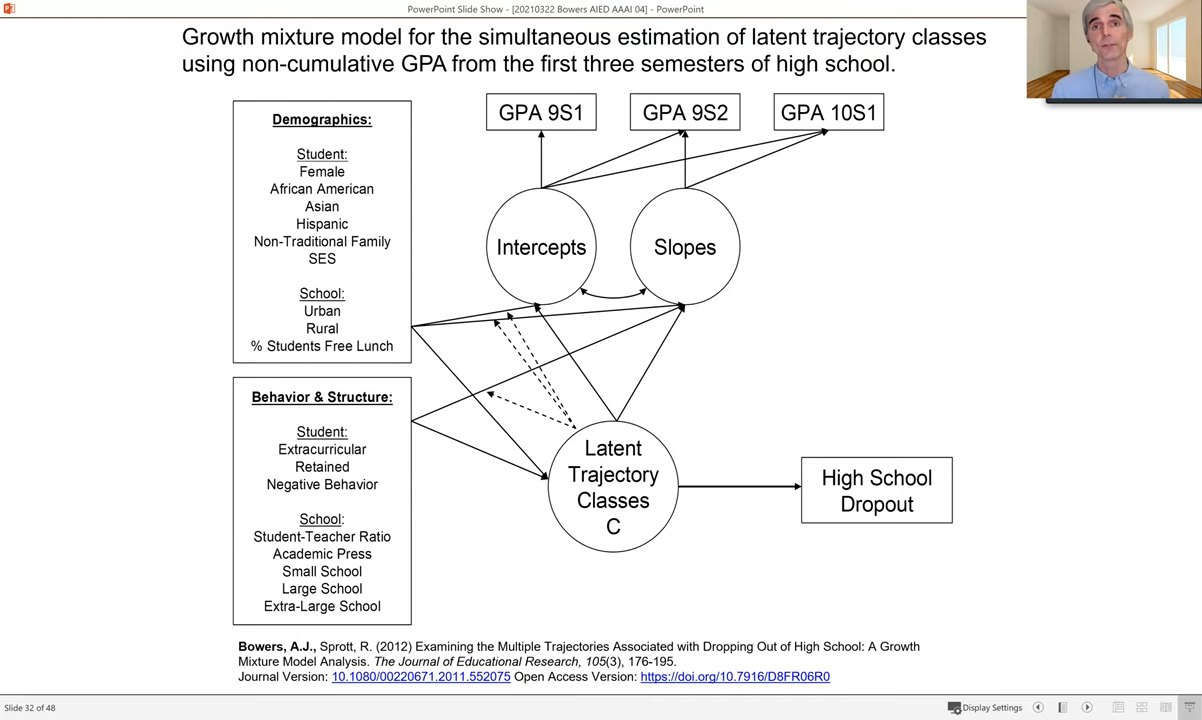 PowerPoint Slide Show - [20210322 Bowers AIED AAAI 04] - PowerPoint
Growth mixture model for the simultaneous estimation of latent trajectory classes
using non-cumulative GPA from the first three semesters of high school.
Demographics:
Student:
Female
African American
Asian
Hispanic
Non-Traditional Family
SES
School:
Urban
Rural
% Students Free Lunch
Behavior & Structure:
Student:
Extracurricular
Retained
Negative Behavior
School:
Student-Teacher Ratio
Academic Press
Small School
Large School
Extra-Large School
GPA 9S1
GPA 9S2
GPA 10S1
Intercepts
Slopes
Latent
Trajectory
Classes
C
High School
Dropout
Bowers, A.J., Sprott, R. (2012) Examining the Multiple Trajectories Associated with Dropping Out of High School: A Growth
Mixture Model Analysis. The Journal of Educational Research, 105(3), 176-195.
Journal Version: 10.1080/00220671.2011.552075 Open Access Version: https://doi.org/10.7916/D8FR06R0
Slide 32 of 48
Display Settings